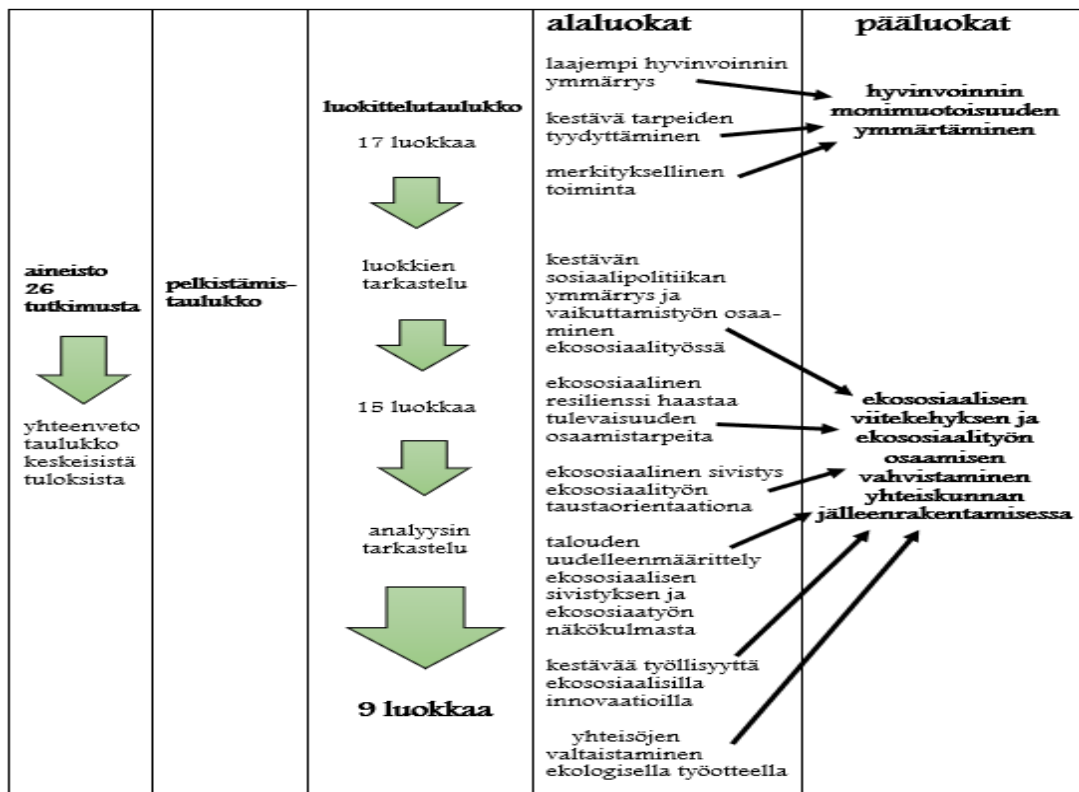 aineisto
26
tutkimusta
yhteenveto
taulukko
keskeisistä
tuloksista
pelkistämis-
taulukko
luokittelutaulukko
17 luokkaa
luokkien
tarkastelu
15 luokkaa
analyysin
tarkastelu
9 luokkaa
alaluokat
laajempi hyvinvoinnin
ymmärrys
kestävä tarpeiden
tyydyttäminen
merkityksellinen
toiminta
kestävän
sosiaalipolitiikan
ymmärrys ja
vaikuttamistyön osaa-
minen
ekososiaalityössä
ekososiaalinen
resilienssi haastaa
tulevaisuuden
osaamistarpeita
ekososiaalinen sivistys
ekososiaalityön
taustaorientaationa
talouden
uudelleenmäärittely
ekososiaalisen
sivistyksen ja
ekososiaatyön
näkökulmasta
kestävää työllisyyttä
ekososiaalisilla
innovaatioilla
yhteisöjen
valtaistaminen
ekologisella työotteella
pääluokat
hyvinvoinnin
monimuotoisuuden
ymmärtäminen
ekososiaalisen
viitekehyksen ja
ekososiaalityön
osaamisen
vahvistaminen
yhteiskunnan
jälleenrakentamisessa